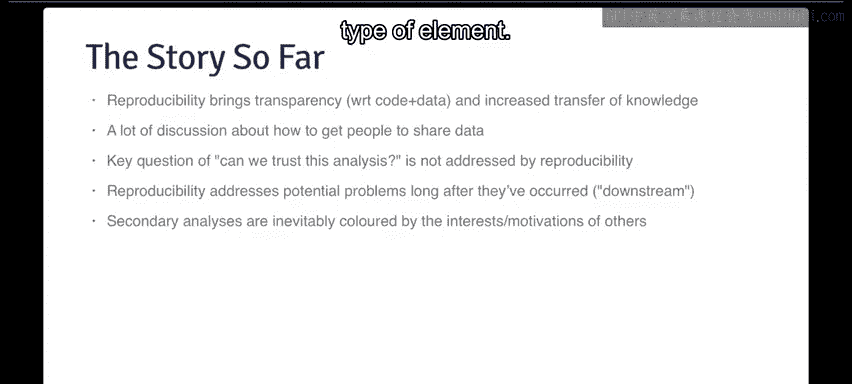 type of element.
The Story So Far
· Reproducibility brings transparency (wrt code+data) and increased transfer of knowledge
· A lot of discussion about how to get people to share data
· Key question of "can we trust this analysis?" is not addressed by reproducibility
· Reproducibility addresses potential problems long after they've occurred ("downstream")
· Secondary analyses are inevitably coloured by the interests/motivations of others